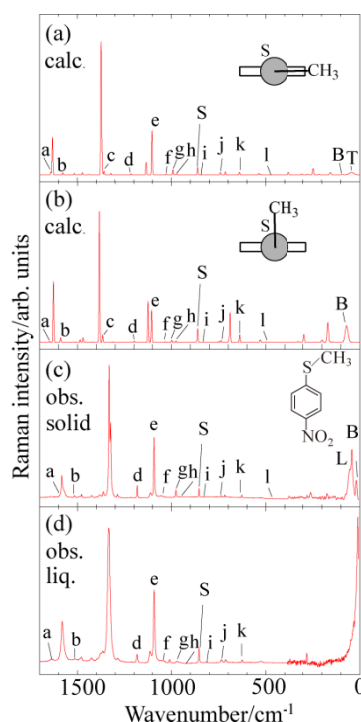 (a)
calc.
S
CH₃
a
b
c
d
e
f
g
h
S
i
j
k
l
B
T
(b)
calc.
CH₃
S
a
b
c
d
e
f
g
h
S
i
j
k
l
B
(c)
obs.
solid
S
CH₃
NO₂
a
b
d
e
f
g
h
S
i
j
k
l
L
B
(d)
obs.
liq.
a
b
d
e
f
g
h
S
i
j
k
Raman intensity/arb. units
1500
1000
500
0
Wavenumber/cm⁻¹